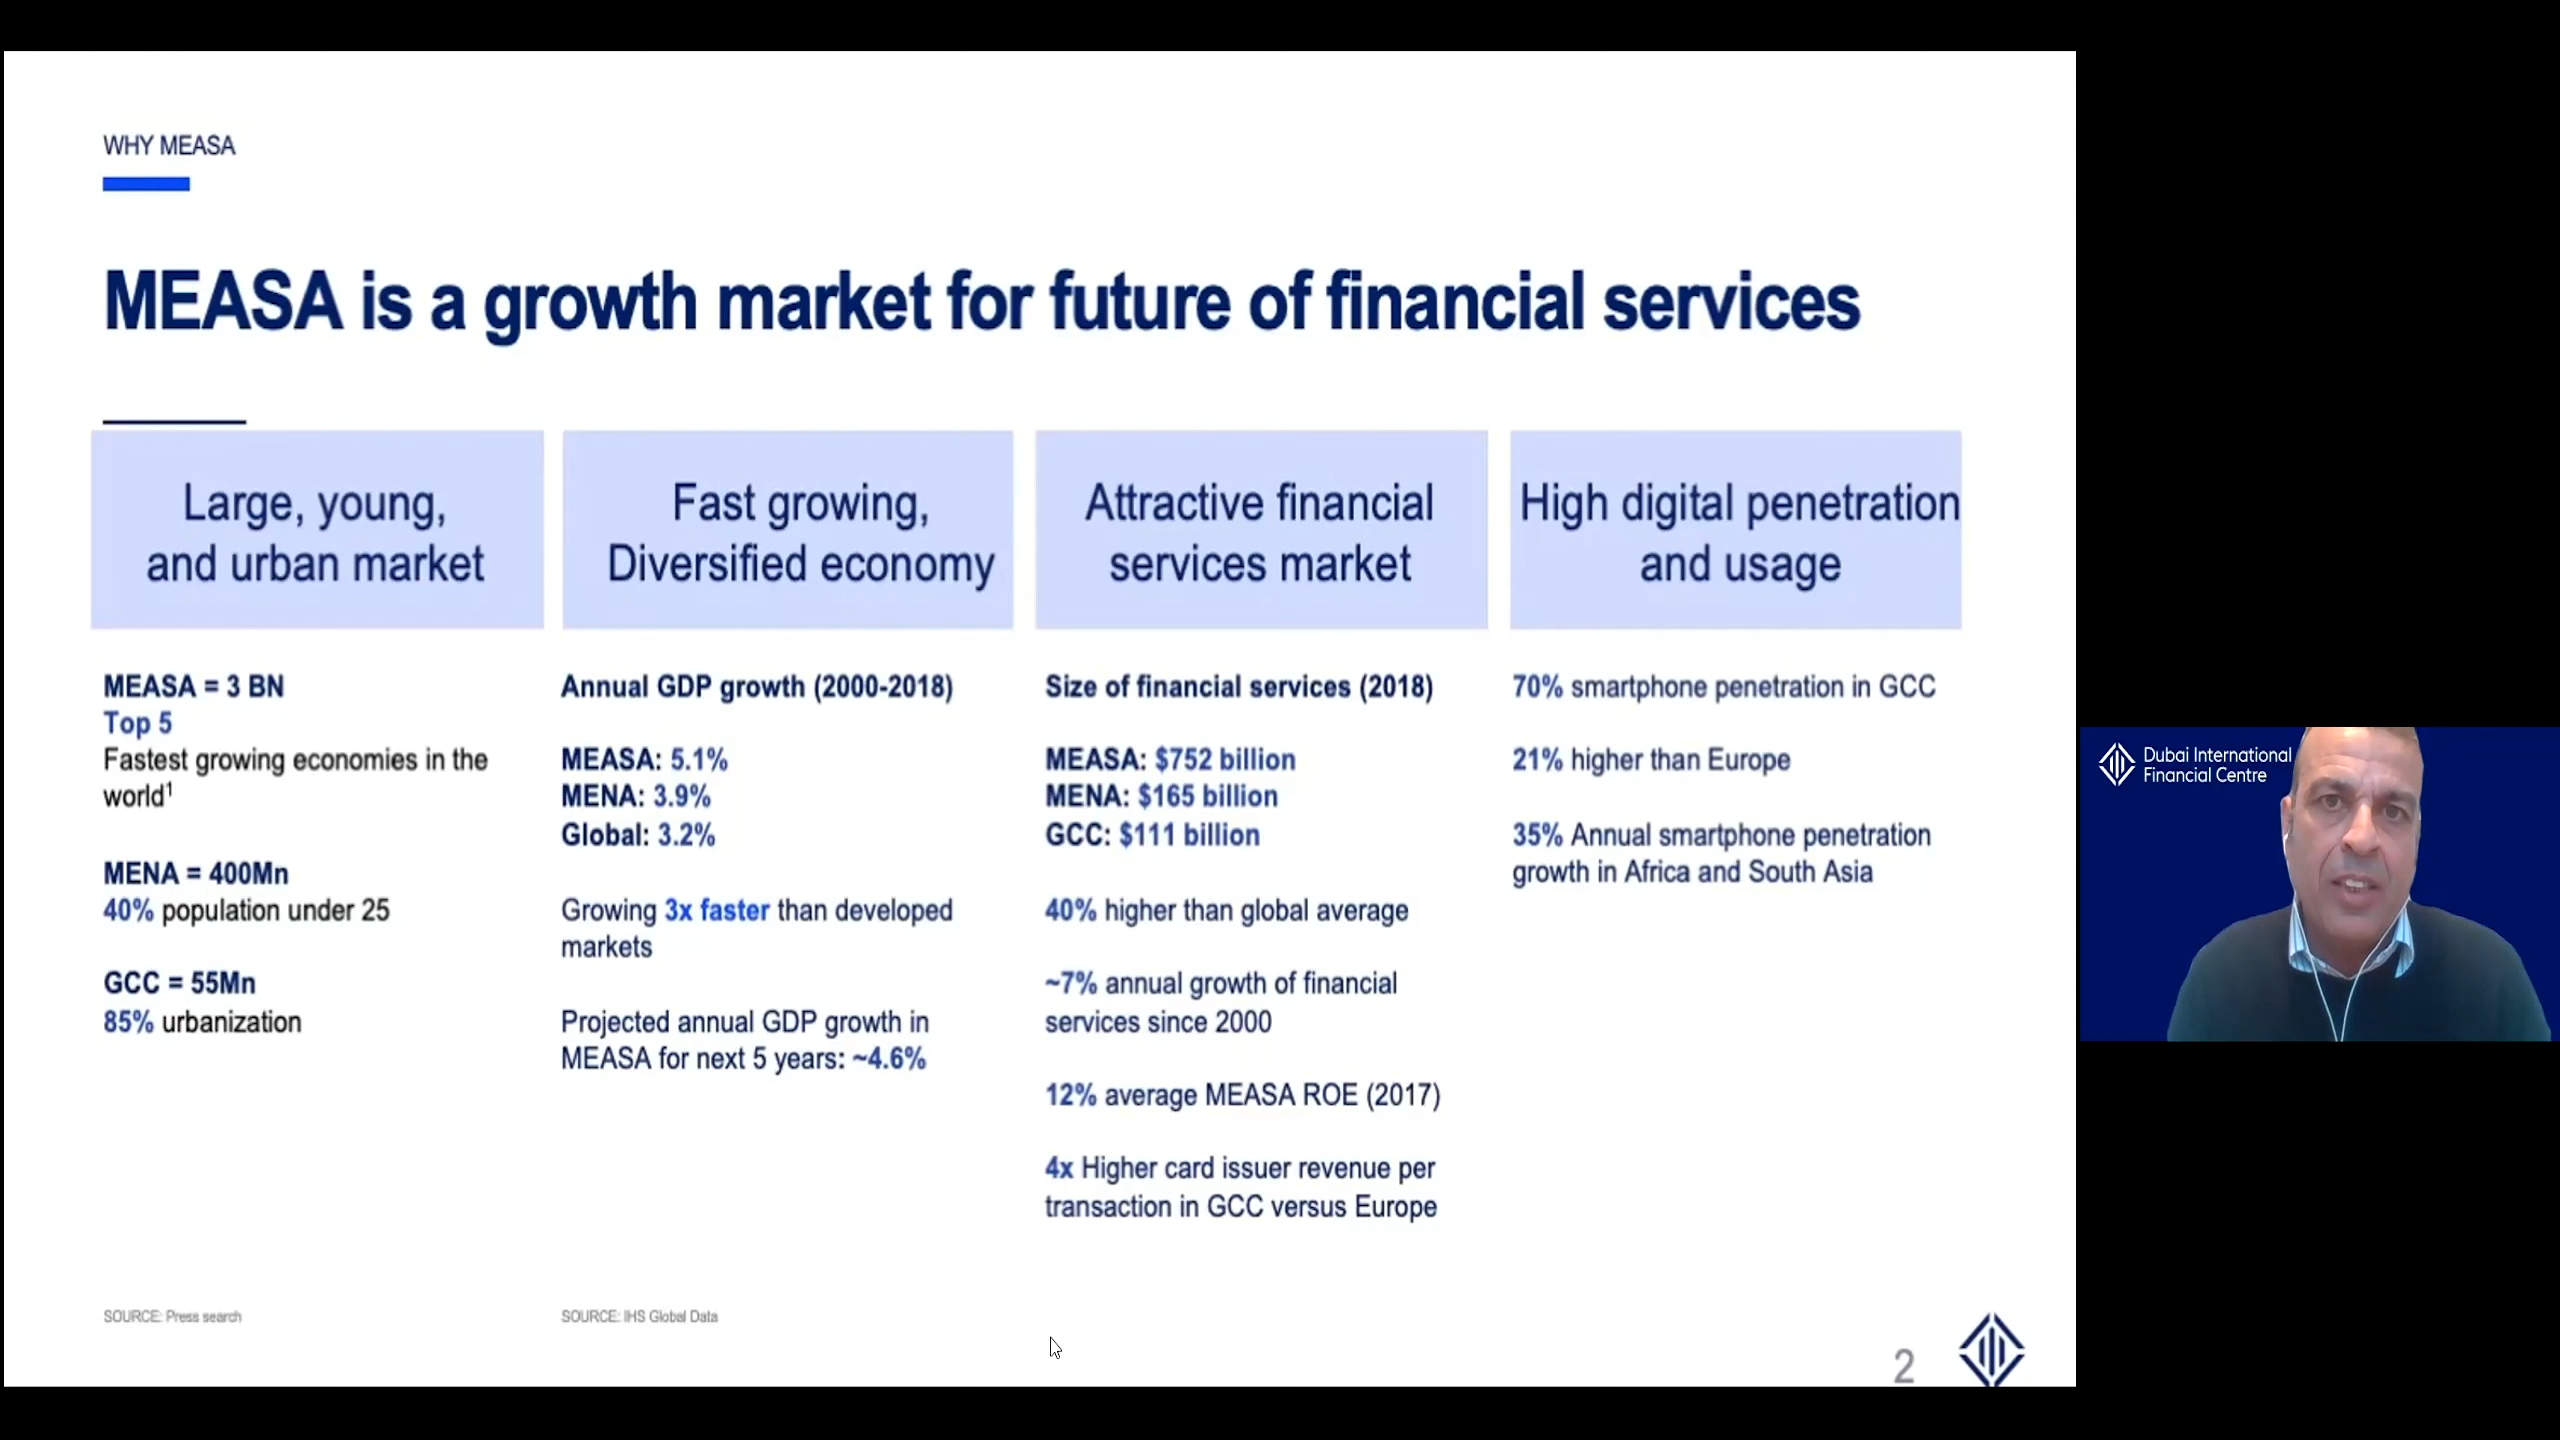 WHY MEASA
MEASA is a growth market for future of financial services
Large, young,
and urban market
MEASA = 3 BN
Top 5
Fastest growing economies in the
world¹
MENA = 400Mn
40% population under 25
GCC = 55Mn
85% urbanization
SOURCE: Press search
Fast growing,
Diversified economy
Annual GDP growth (2000-2018)
MEASA: 5.1%
MENA: 3.9%
Global: 3.2%
Growing 3x faster than developed
markets
Projected annual GDP growth in
MEASA for next 5 years: ~4.6%
SOURCE: IHS Global Data
Attractive financial
services market
Size of financial services (2018)
MEASA: $752 billion
MENA: $165 billion
GCC: $111 billion
40% higher than global average
~7% annual growth of financial
services since 2000
12% average MEASA ROE (2017)
4x Higher card issuer revenue per
transaction in GCC versus Europe
High digital penetration
and usage
70% smartphone penetration in GCC
21% higher than Europe
35% Annual smartphone penetration
growth in Africa and South Asia
2
Dubai International
Financial Centre